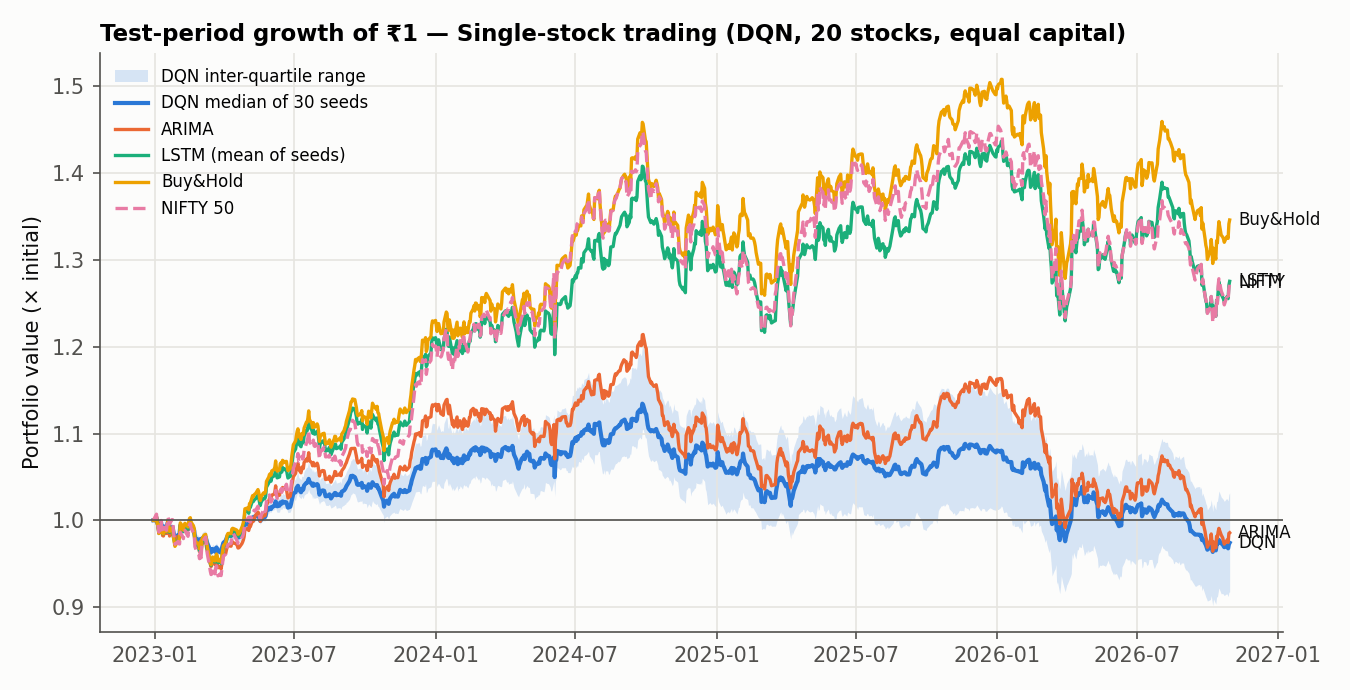 Test-period growth of ₹1 — Single-stock trading (DQN, 20 stocks, equal capital)
DQN inter-quartile range
DQN median of 30 seeds
ARIMA
LSTM (mean of seeds)
Buy&Hold
NIFTY 50
Portfolio value (× initial)
1.5
1.4
1.3
1.2
1.1
1.0
0.9
Buy&Hold
LSTM
NIFTY
ARIMA
DQN
2023-01 2023-07 2024-01 2024-07 2025-01 2025-07 2026-01 2026-07 2027-01